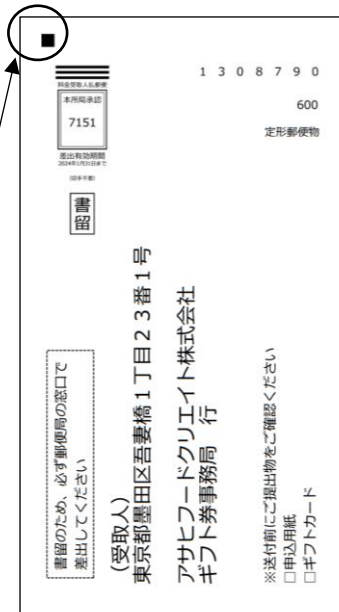 1308790
600
定形郵便物
料金受取人払郵便
本所局承認
7151
差出有効期間
2024年1月31日まで
(切手不要)
書留
書留のため、必ず郵便局の窓口で
差出してください
(受取人)
東京都墨田区吾妻橋1丁目23番1号
アサヒフードクリエイト株式会社
ギフト券事務局 行
※送付前にご提出物をご確認ください
□申込用紙
□ギフトカード